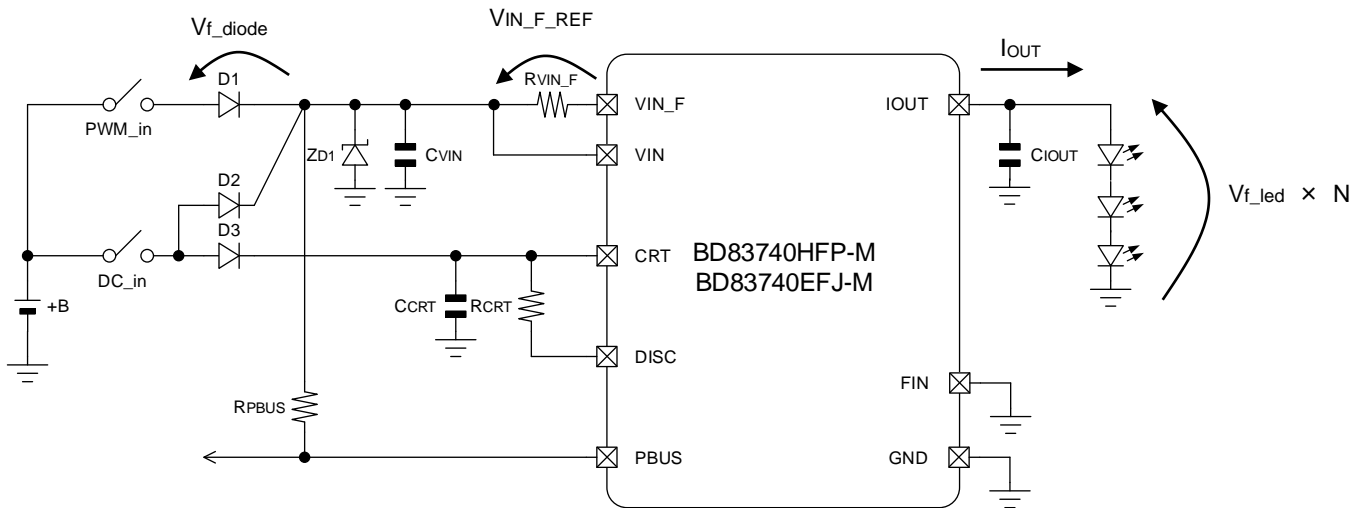 Vf_diode
VIN_F_REF
IOUT
D1
RVIN_F
VIN_F
IOUT
PWM_in
ZD1
CVIN
VIN
CIOUT
D2
Vf_led × N
D3
DC_in
CRT
BD83740HFP-M
BD83740EFJ-M
+B
CCRT
RCRT
DISC
FIN
RPBUS
PBUS
GND